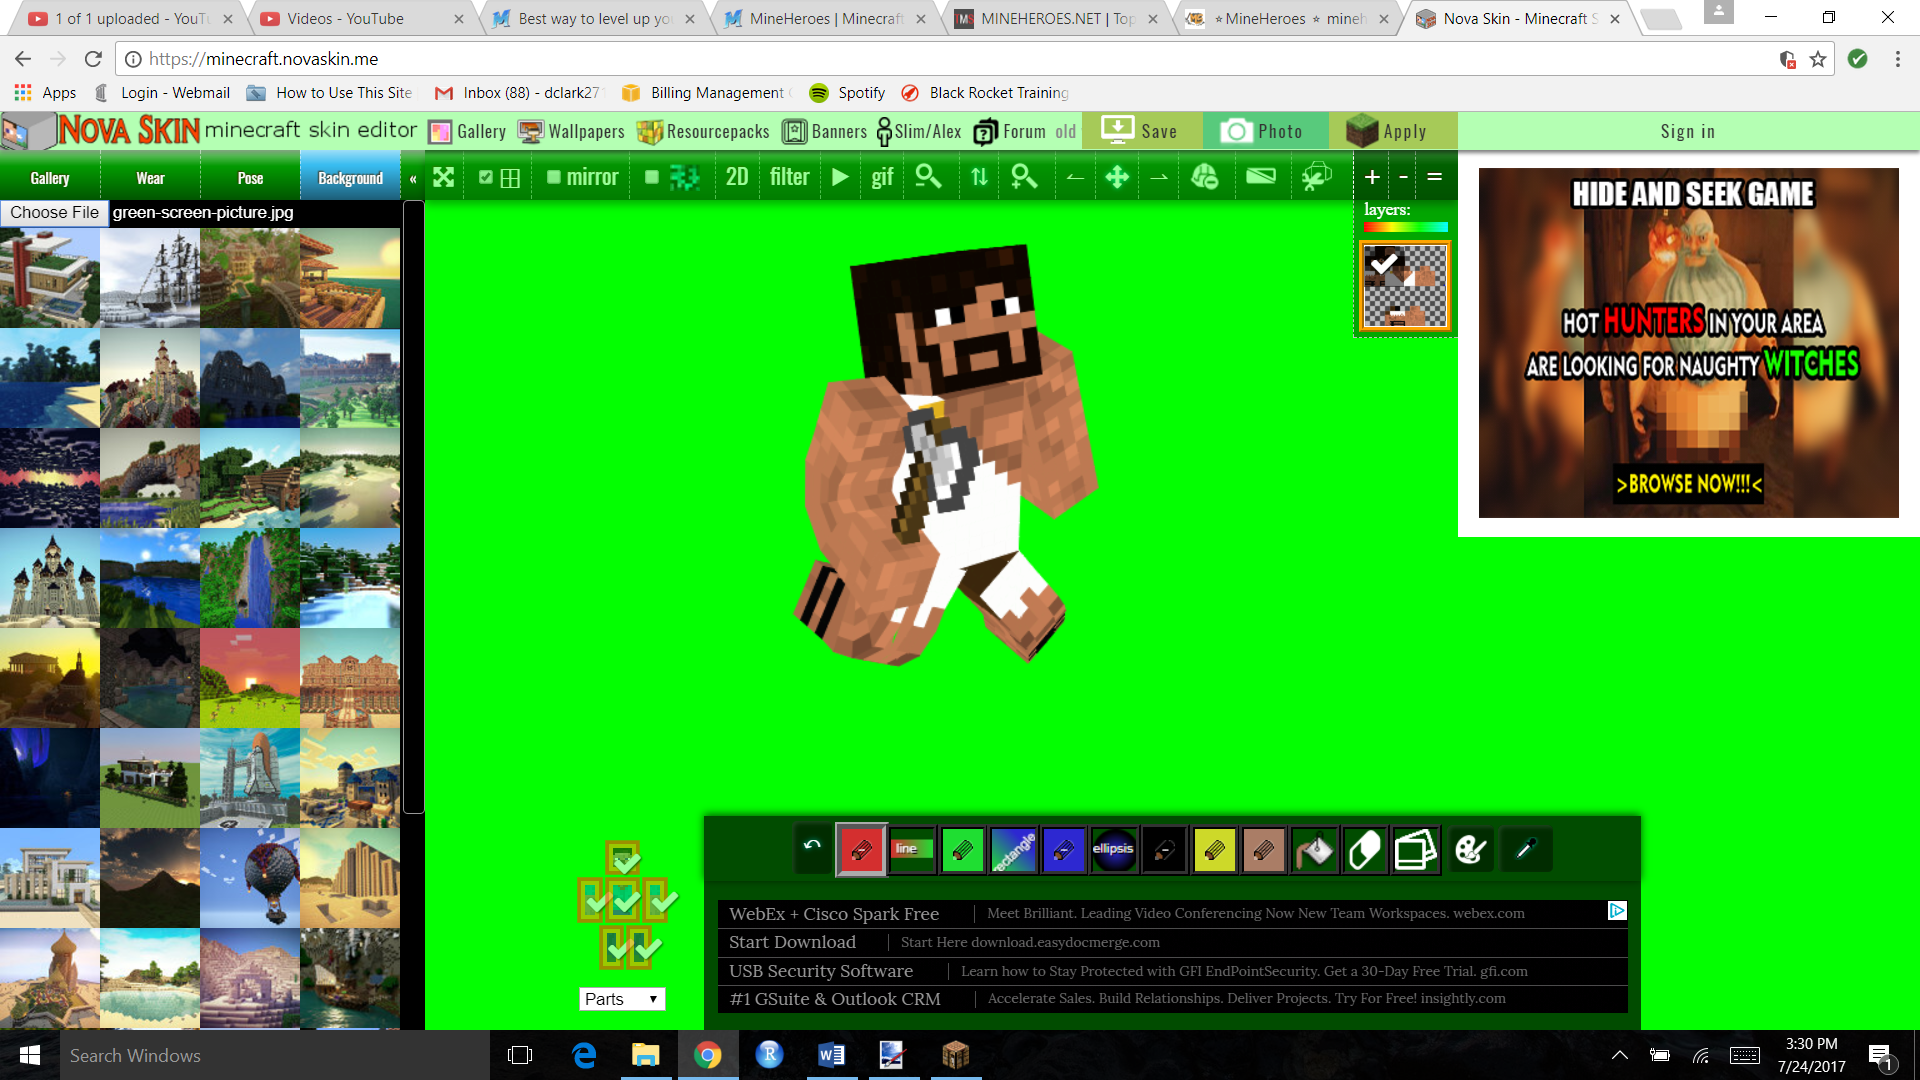 1 of 1 uploaded - YouTu
Videos - YouTube
Best way to level up you
MineHeroes | Minecraft
MINEHEROES.NET | Top
⭐MineHeroes ⭐ mineh
Nova Skin - Minecraft S
https://minecraft.novaskin.me
Apps
Login - Webmail
How to Use This Site
Inbox (88) - dclark27
Billing Management
Spotify
Black Rocket Training
NOVA SKIN minecraft skin editor
Gallery
Wallpapers
Resourcepacks
Banners
Slim/Alex
Forum
old
Save
Photo
Apply
Sign in
Gallery
Wear
Pose
Background
«
mirror
2D
filter
gif
+
-
=
Choose File green-screen-picture.jpg
layers:
HIDE AND SEEK GAME
HOT HUNTERS IN YOUR AREA
ARE LOOKING FOR NAUGHTY WITCHES
>BROWSE NOW!!!<
line
rectangle
ellipsis
WebEx + Cisco Spark Free | Meet Brilliant. Leading Video Conferencing Now New Team Workspaces. webex.com
Start Download | Start Here download.easydocmerge.com
USB Security Software | Learn how to Stay Protected with GFI EndPointSecurity. Get a 30-Day Free Trial. gfi.com
#1 GSuite & Outlook CRM | Accelerate Sales. Build Relationships. Deliver Projects. Try For Free! insightly.com
Parts
Search Windows
3:30 PM
7/24/2017
1